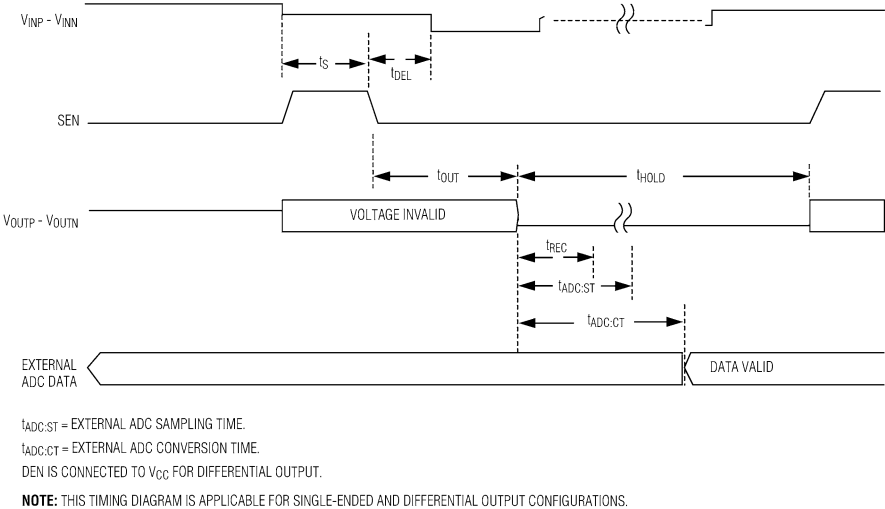 VINP - VINN
tS
tDEL
SEN
tOUT
tHOLD
VOUTP - VOUTN
VOLTAGE INVALID
tREC
tADC:ST
tADC:CT
EXTERNAL
ADC DATA
DATA VALID
tADC:ST = EXTERNAL ADC SAMPLING TIME.
tADC:CT = EXTERNAL ADC CONVERSION TIME.
DEN IS CONNECTED TO VCC FOR DIFFERENTIAL OUTPUT.
NOTE: THIS TIMING DIAGRAM IS APPLICABLE FOR SINGLE-ENDED AND DIFFERENTIAL OUTPUT CONFIGURATIONS.